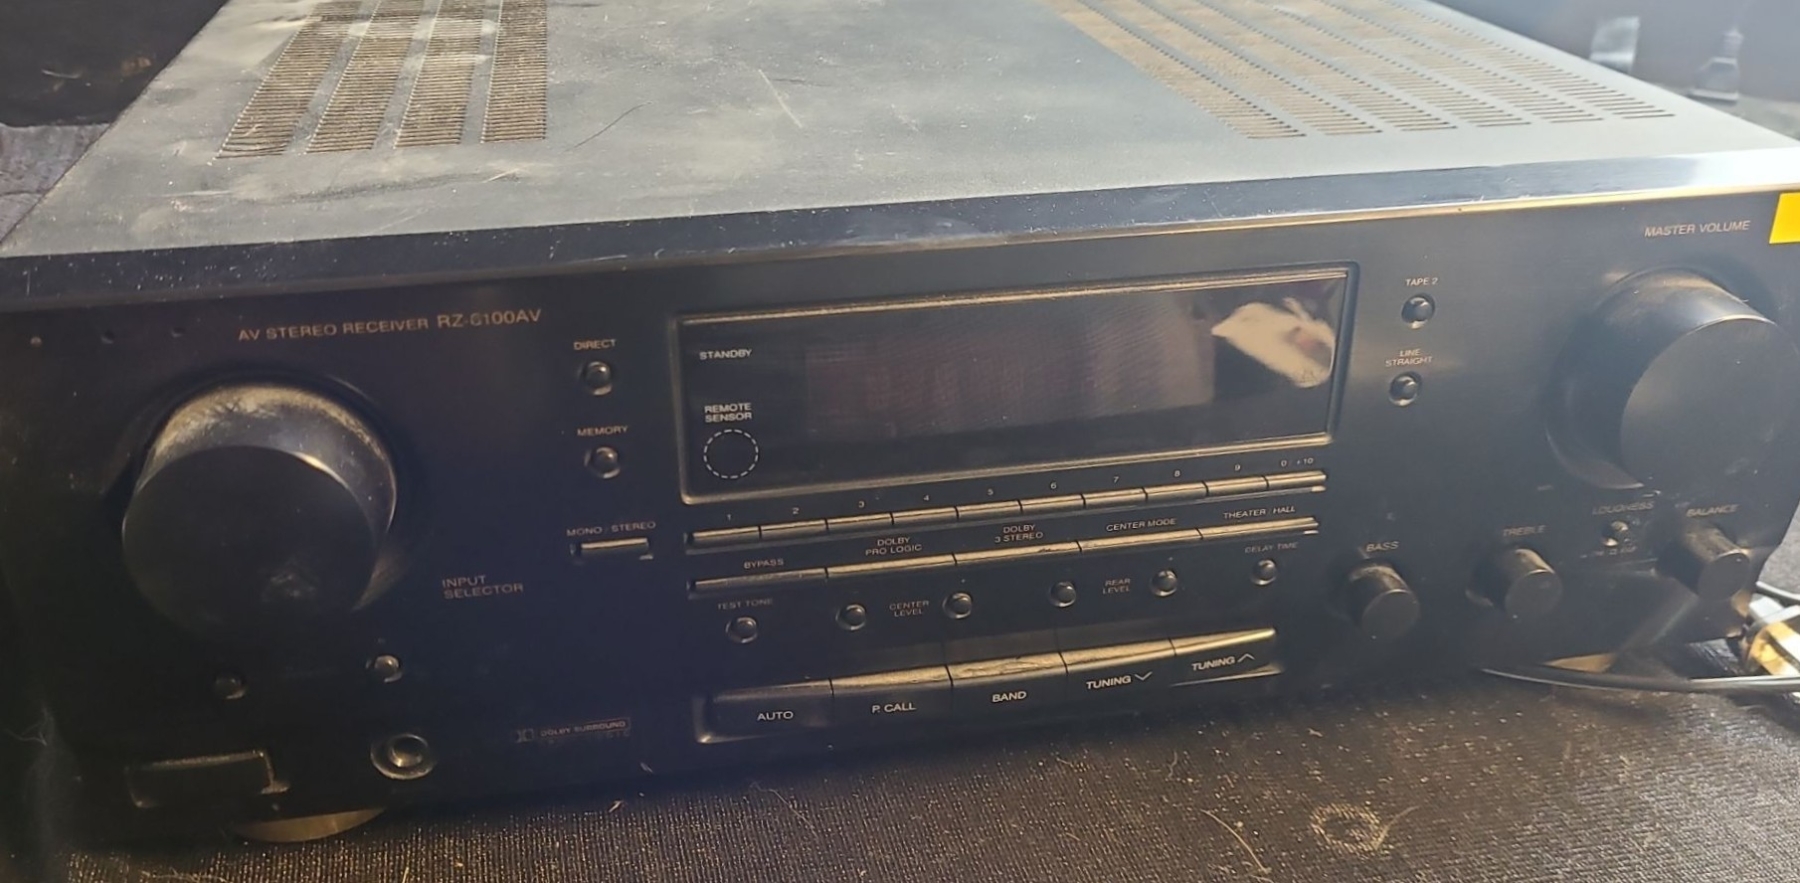 MASTER VOLUME
AV STEREO RECEIVER RZ-6100AV
TAPE 2
DIRECT
STANDBY
LINE
STRAIGHT
REMOTE
SENSOR
MEMORY
1 2 3 4 5 6 7 8 9 0 / +10
MONO / STEREO
BYPASS
DOLBY
PRO LOGIC
DOLBY
3 STEREO
CENTER MODE
THEATER / HALL
LOUDNESS
BALANCE
TREBLE
BASS
INPUT
SELECTOR
TEST TONE
CENTER
LEVEL
REAR
LEVEL
DELAY TIME
AUTO
P. CALL
BAND
TUNING
TUNING
DOLBY SURROUND